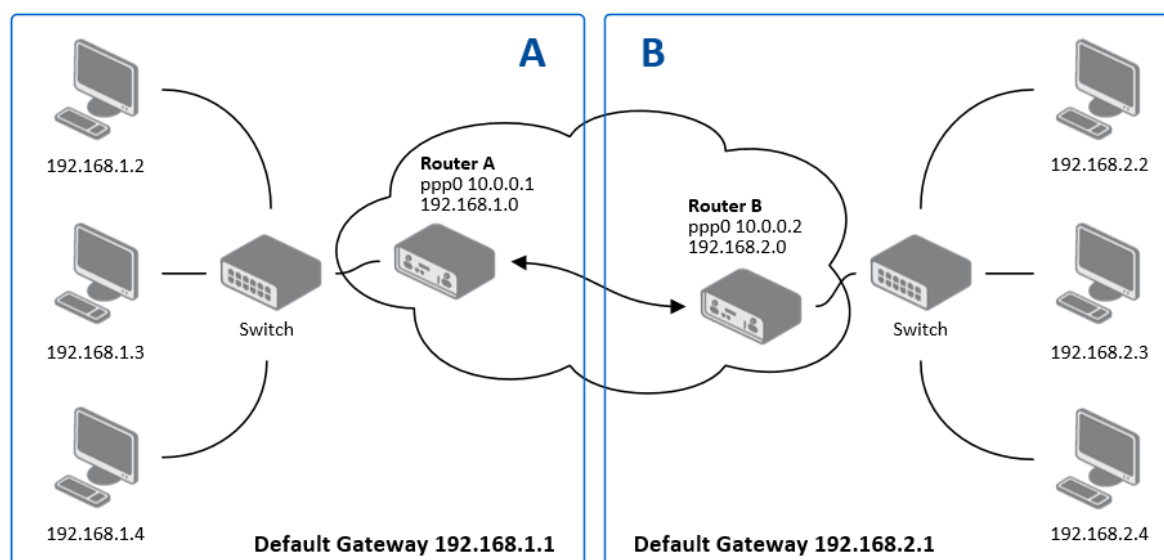 A
B
192.168.1.2
192.168.2.2
Router A
ppp0 10.0.0.1
192.168.1.0
Router B
ppp0 10.0.0.2
192.168.2.0
Switch
Switch
192.168.1.3
192.168.2.3
192.168.1.4
192.168.2.4
Default Gateway 192.168.1.1
Default Gateway 192.168.2.1